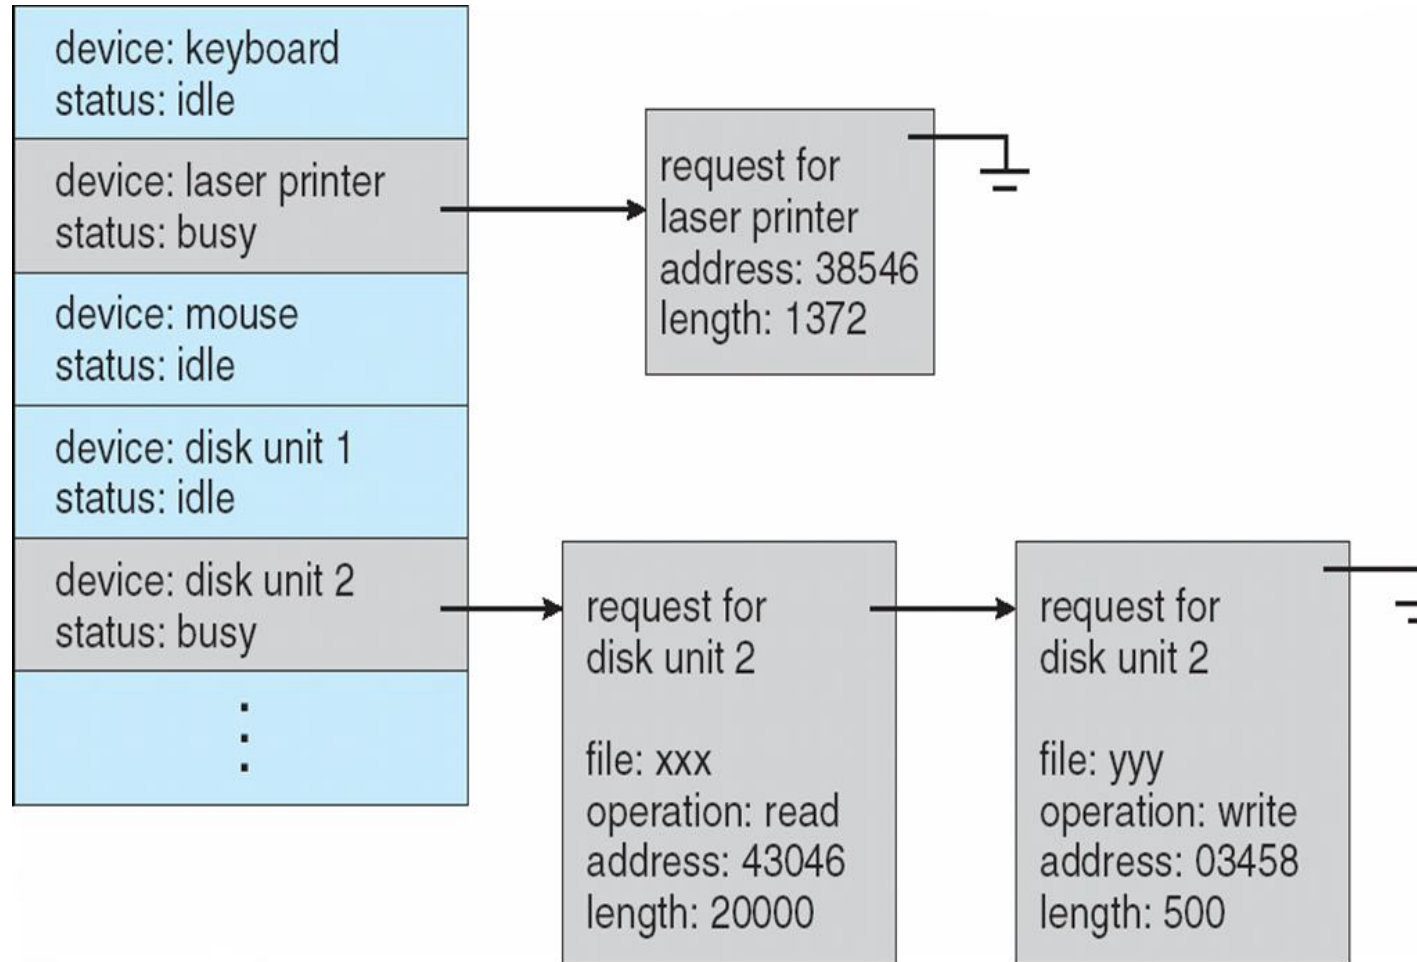 device: keyboard
status: idle
device: laser printer
status: busy
device: mouse
status: idle
device: disk unit 1
status: idle
device: disk unit 2
status: busy
request for
laser printer
address: 38546
length: 1372
request for
disk unit 2
file: xxx
operation: read
address: 43046
length: 20000
request for
disk unit 2
file: yyy
operation: write
address: 03458
length: 500